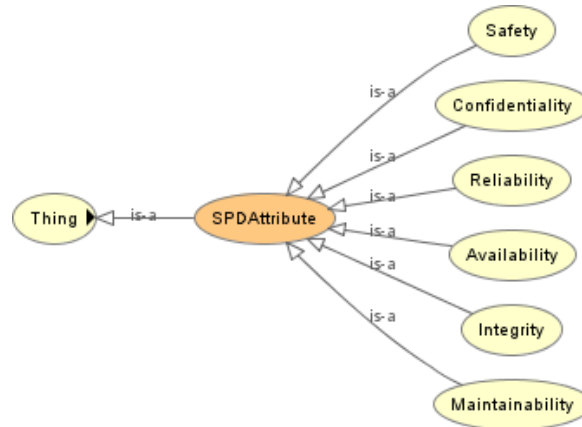 Safety
is-a
Confidentiality
is-a
Reliability
is-a
Thing
is-a
SPDAttribute
is-a
Availability
is-a
Integrity
is-a
Maintainability